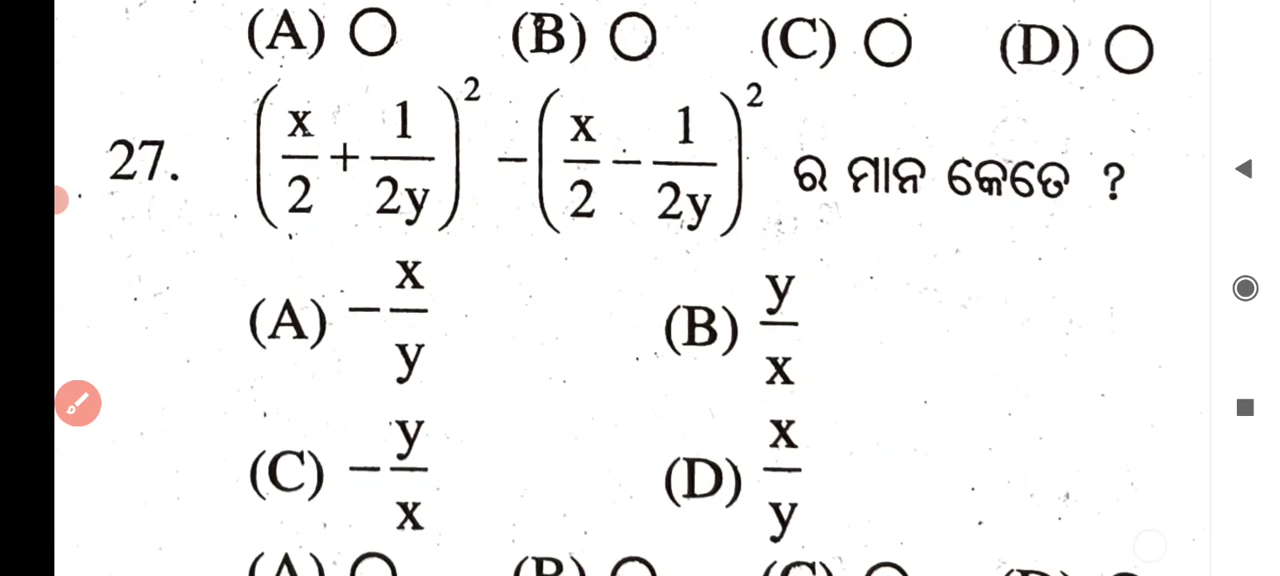 (A) ○ (B) ○ (C) ○ (D) ○
27. (x/2 + 1/2y)² - (x/2 - 1/2y)² ର ମାନ କେତେ ?
(A) -x/y (B) y/x
(C) -y/x (D) x/y
(A) ○ (B) ○ (C) ○ (D) ○